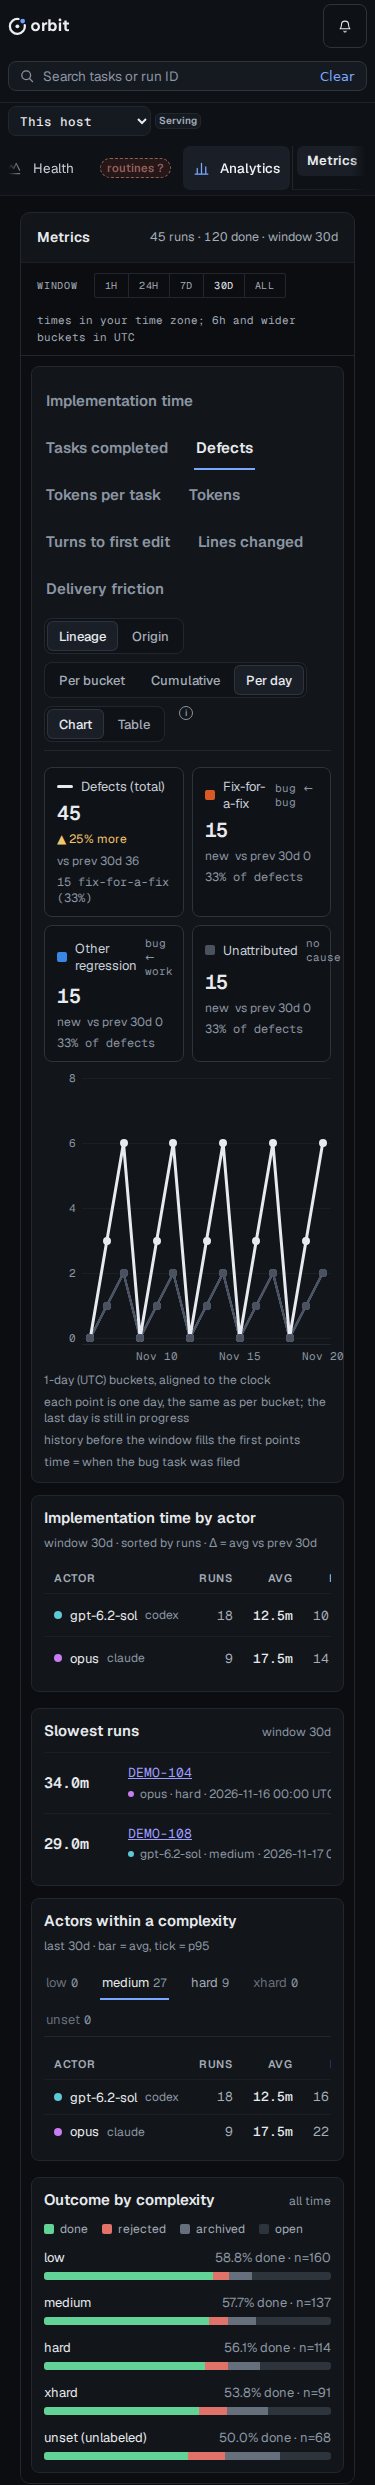 orbit
Search tasks or run ID Clear
This host Serving
Health routines ? Analytics Metrics
Metrics 45 runs · 120 done · window 30d
WINDOW 1H 24H 7D 30D ALL
times in your time zone; 6h and wider
buckets in UTC
Implementation time
Tasks completed Defects
Tokens per task Tokens
Turns to first edit Lines changed
Delivery friction
Lineage Origin
Per bucket Cumulative Per day
Chart Table i
Defects (total)
45
▲ 25% more
vs prev 30d 36
15 fix-for-a-fix
(33%)
Fix-for-
a-fix
bug ←
bug
15
new vs prev 30d 0
33% of defects
Other
regression
bug
←
work
15
new vs prev 30d 0
33% of defects
Unattributed
no
cause
15
new vs prev 30d 0
33% of defects
8
6
4
2
0
Nov 10 Nov 15 Nov 20
1-day (UTC) buckets, aligned to the clock
each point is one day, the same as per bucket; the
last day is still in progress
history before the window fills the first points
time = when the bug task was filed
Implementation time by actor
window 30d · sorted by runs · Δ = avg vs prev 30d
ACTOR RUNS AVG
gpt-6.2-sol codex 18 12.5m 10
opus claude 9 17.5m 14
Slowest runs window 30d
34.0m DEMO-104
opus · hard · 2026-11-16 00:00 UTC
29.0m DEMO-108
gpt-6.2-sol · medium · 2026-11-17 0
Actors within a complexity
last 30d · bar = avg, tick = p95
low 0 medium 27 hard 9 xhard 0
unset 0
ACTOR RUNS AVG
gpt-6.2-sol codex 18 12.5m 16
opus claude 9 17.5m 22
Outcome by complexity all time
done rejected archived open
low 58.8% done · n=160
medium 57.7% done · n=137
hard 56.1% done · n=114
xhard 53.8% done · n=91
unset (unlabeled) 50.0% done · n=68